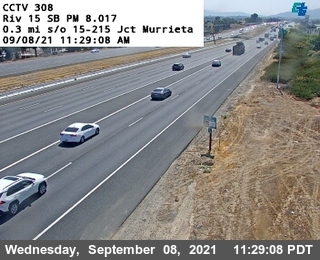 CCTV 308
Riv 15 SB PM 8.017
0.3 mi s/o 15-215 Jct Murrieta
09/08/21 11:29:08 AM
Wednesday, September 08, 2021 11:29:08 PDT